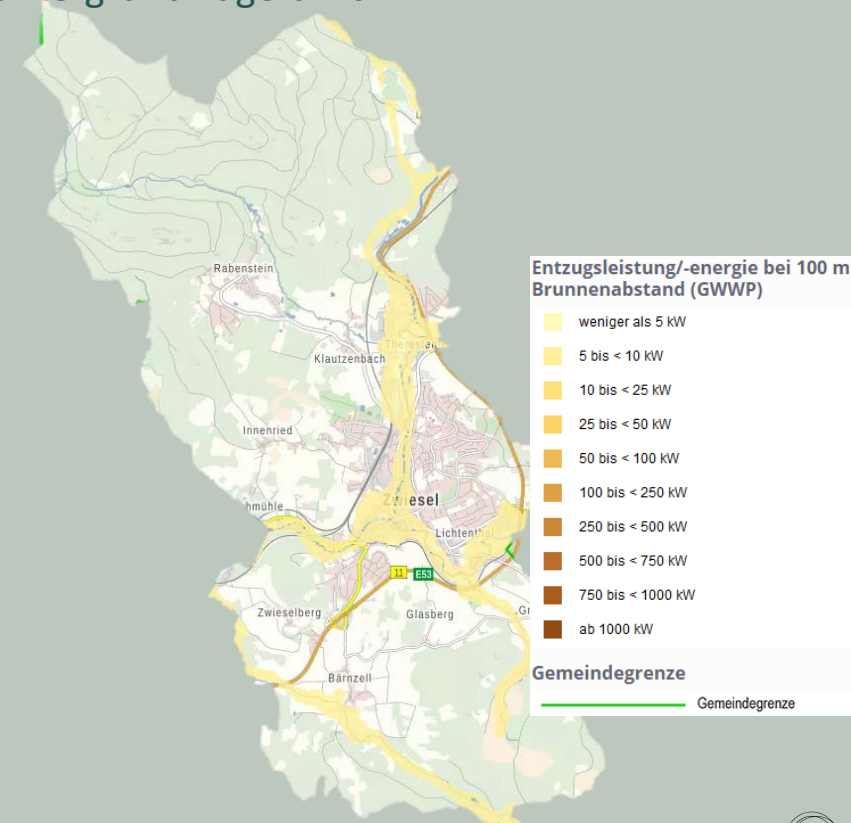 Rabenstein
Klautzenbach
Innenried
hmühle
Zwiesel
Lichtenthal
11 E53
Zwieselberg
Glasberg
Bärnzell
Entzugsleistung/-energie bei 100 m
Brunnenabstand (GWWP)
weniger als 5 kW
5 bis < 10 kW
10 bis < 25 kW
25 bis < 50 kW
50 bis < 100 kW
100 bis < 250 kW
250 bis < 500 kW
500 bis < 750 kW
750 bis < 1000 kW
ab 1000 kW
Gemeindegrenze
Gemeindegrenze